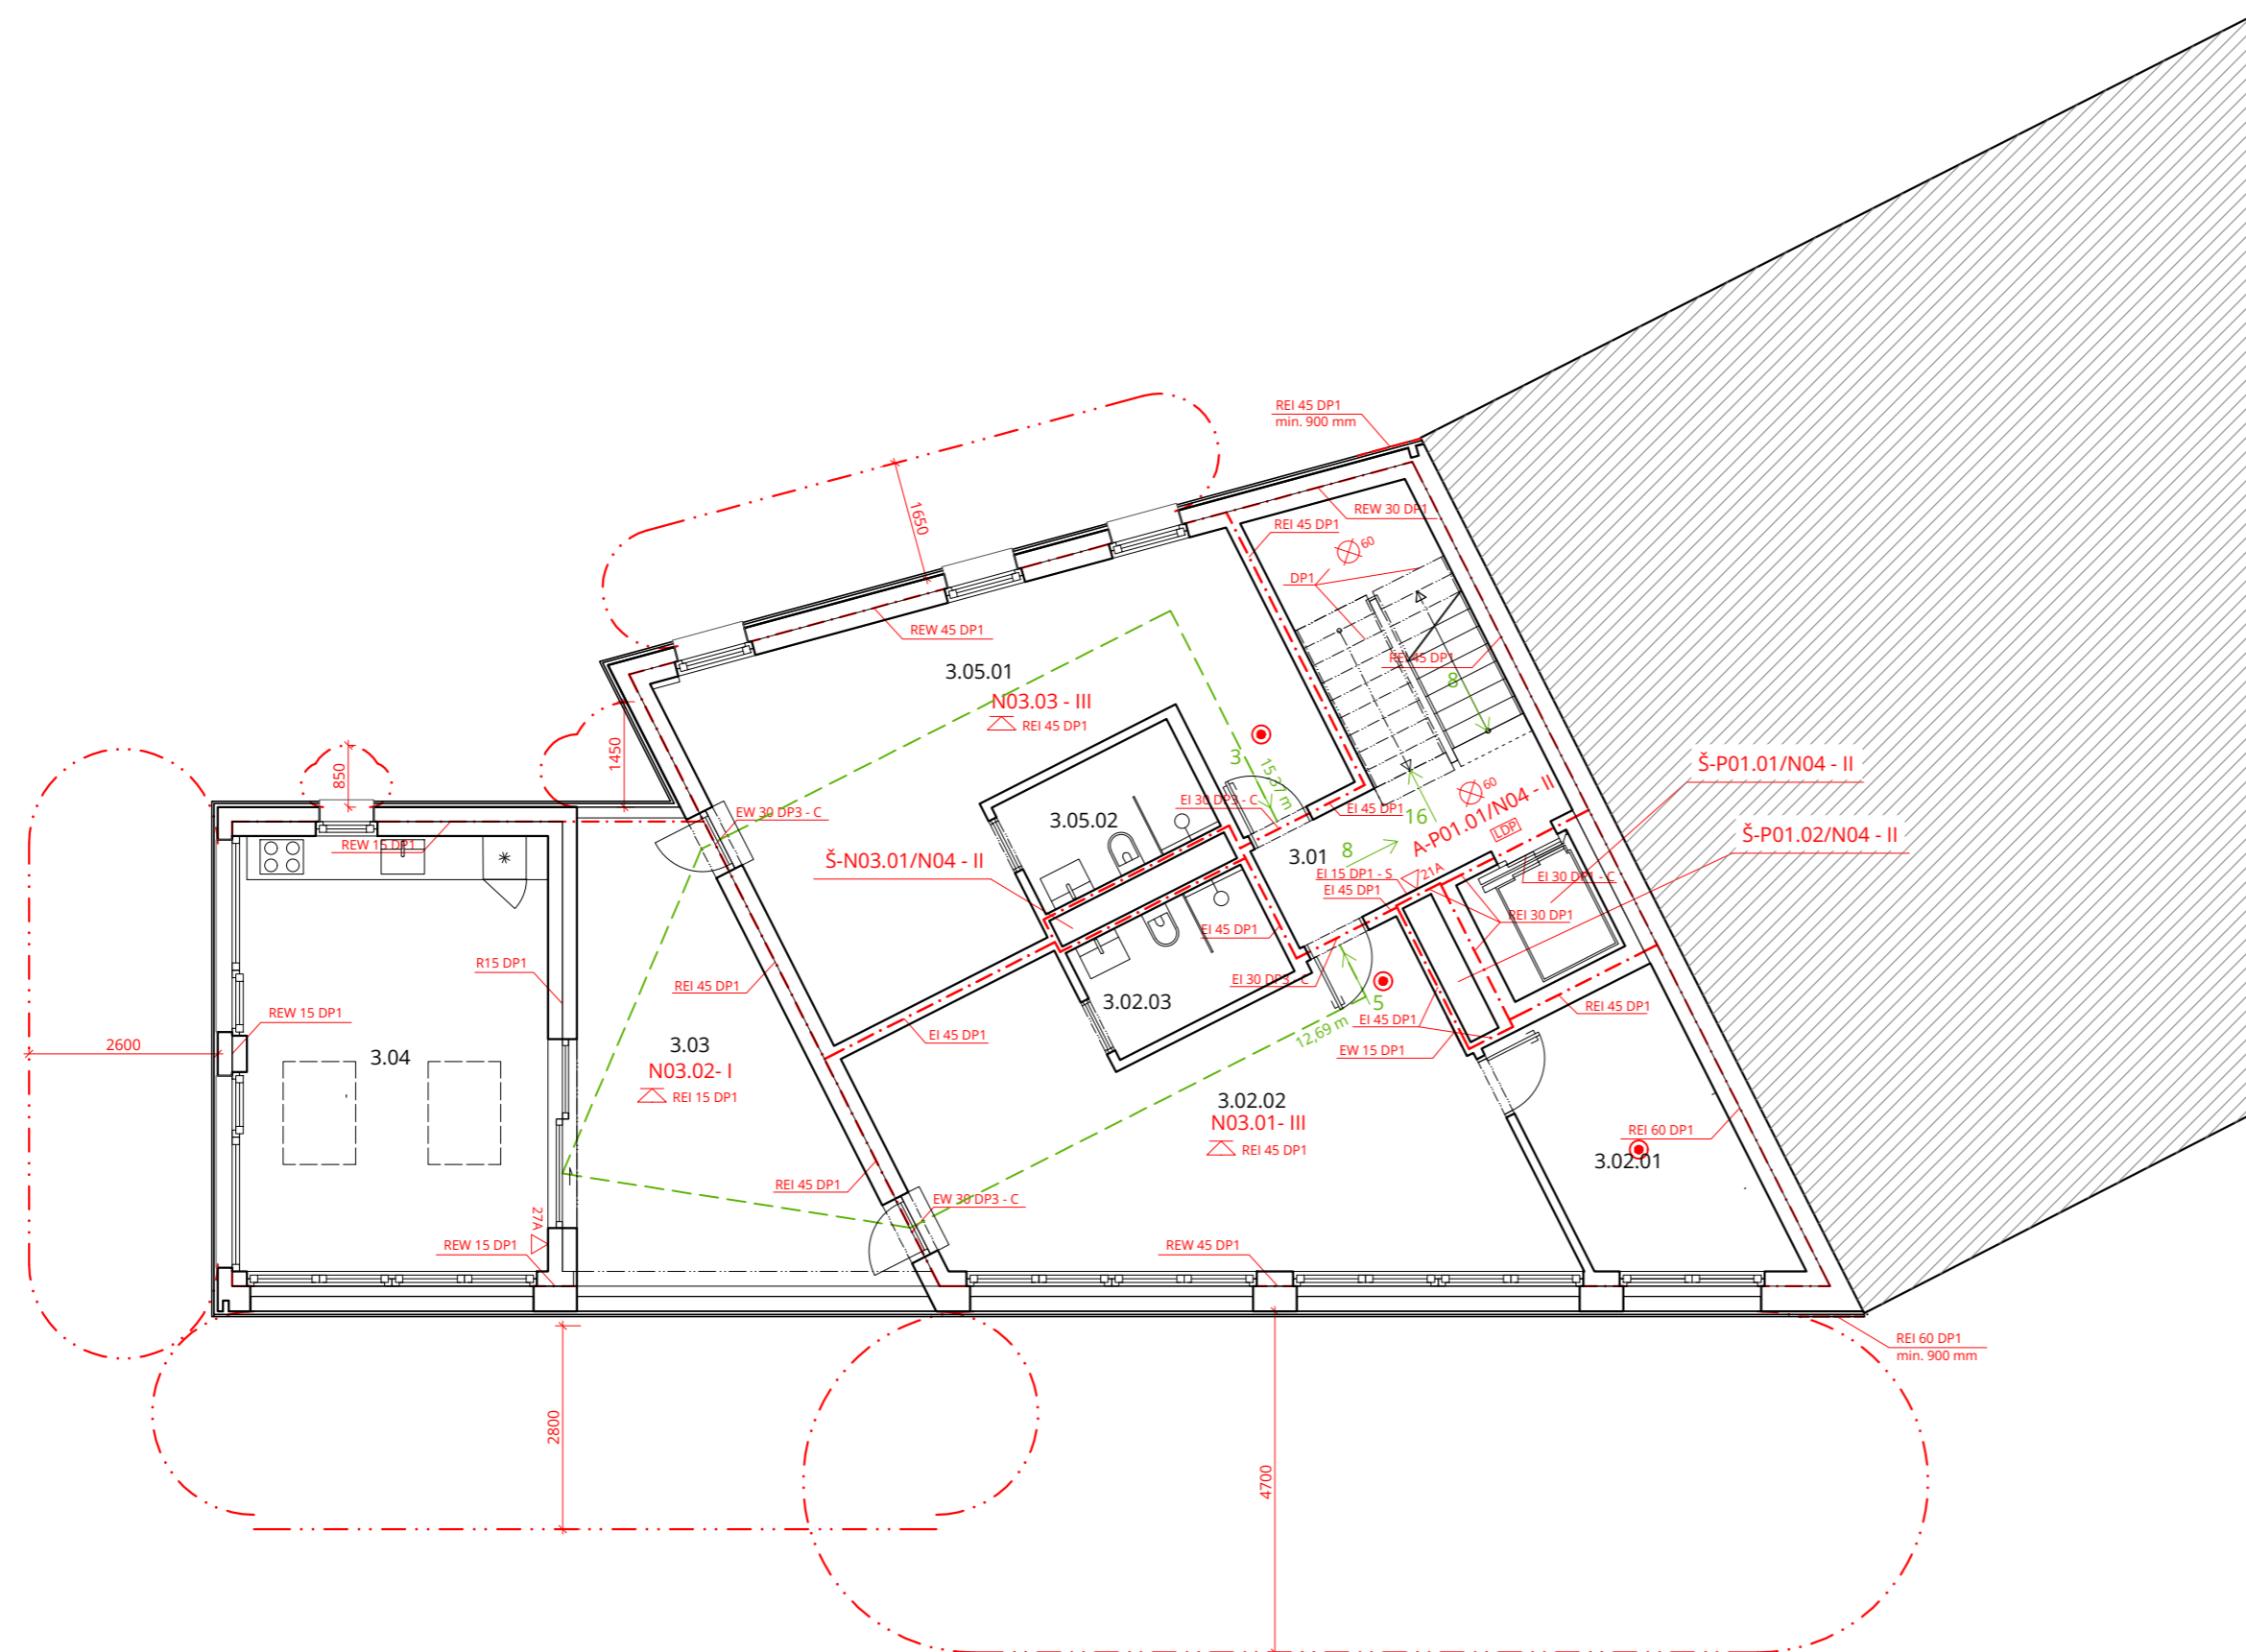 REI 45 DP1
min. 900 mm
1650
REW 30 DP1
REI 45 DP1
60
DP1
REW 45 DP1
3.05.01
N03.03 - III
REI 45 DP1
REI 45 DP1
8
1450
850
3
15,37 m
60
Š-P01.01/N04 - II
EI 30 DP3 - C
EI 45 DP1
16
A-P01.01/N04 - II
LDP
EW 30 DP3 - C
3.05.02
Š-P01.02/N04 - II
REW 15 DP1
Š-N03.01/N04 - II
3.01
8
EI 15 DP1 - S
21A
EI 30 DP1 - C
EI 45 DP1
REI 30 DP1
EI 45 DP1
R15 DP1
REI 45 DP1
EI 30 DP3 - C
3.02.03
5
REI 45 DP1
REW 15 DP1
EI 45 DP1
EI 45 DP1
12,69 m
2600
3.04
3.03
EW 15 DP1
N03.02- I
REI 15 DP1
3.02.02
N03.01- III
REI 45 DP1
REI 60 DP1
3.02.01
REI 45 DP1
EW 30 DP3 - C
27A
REW 15 DP1
REW 45 DP1
REI 60 DP1
min. 900 mm
2800
4700